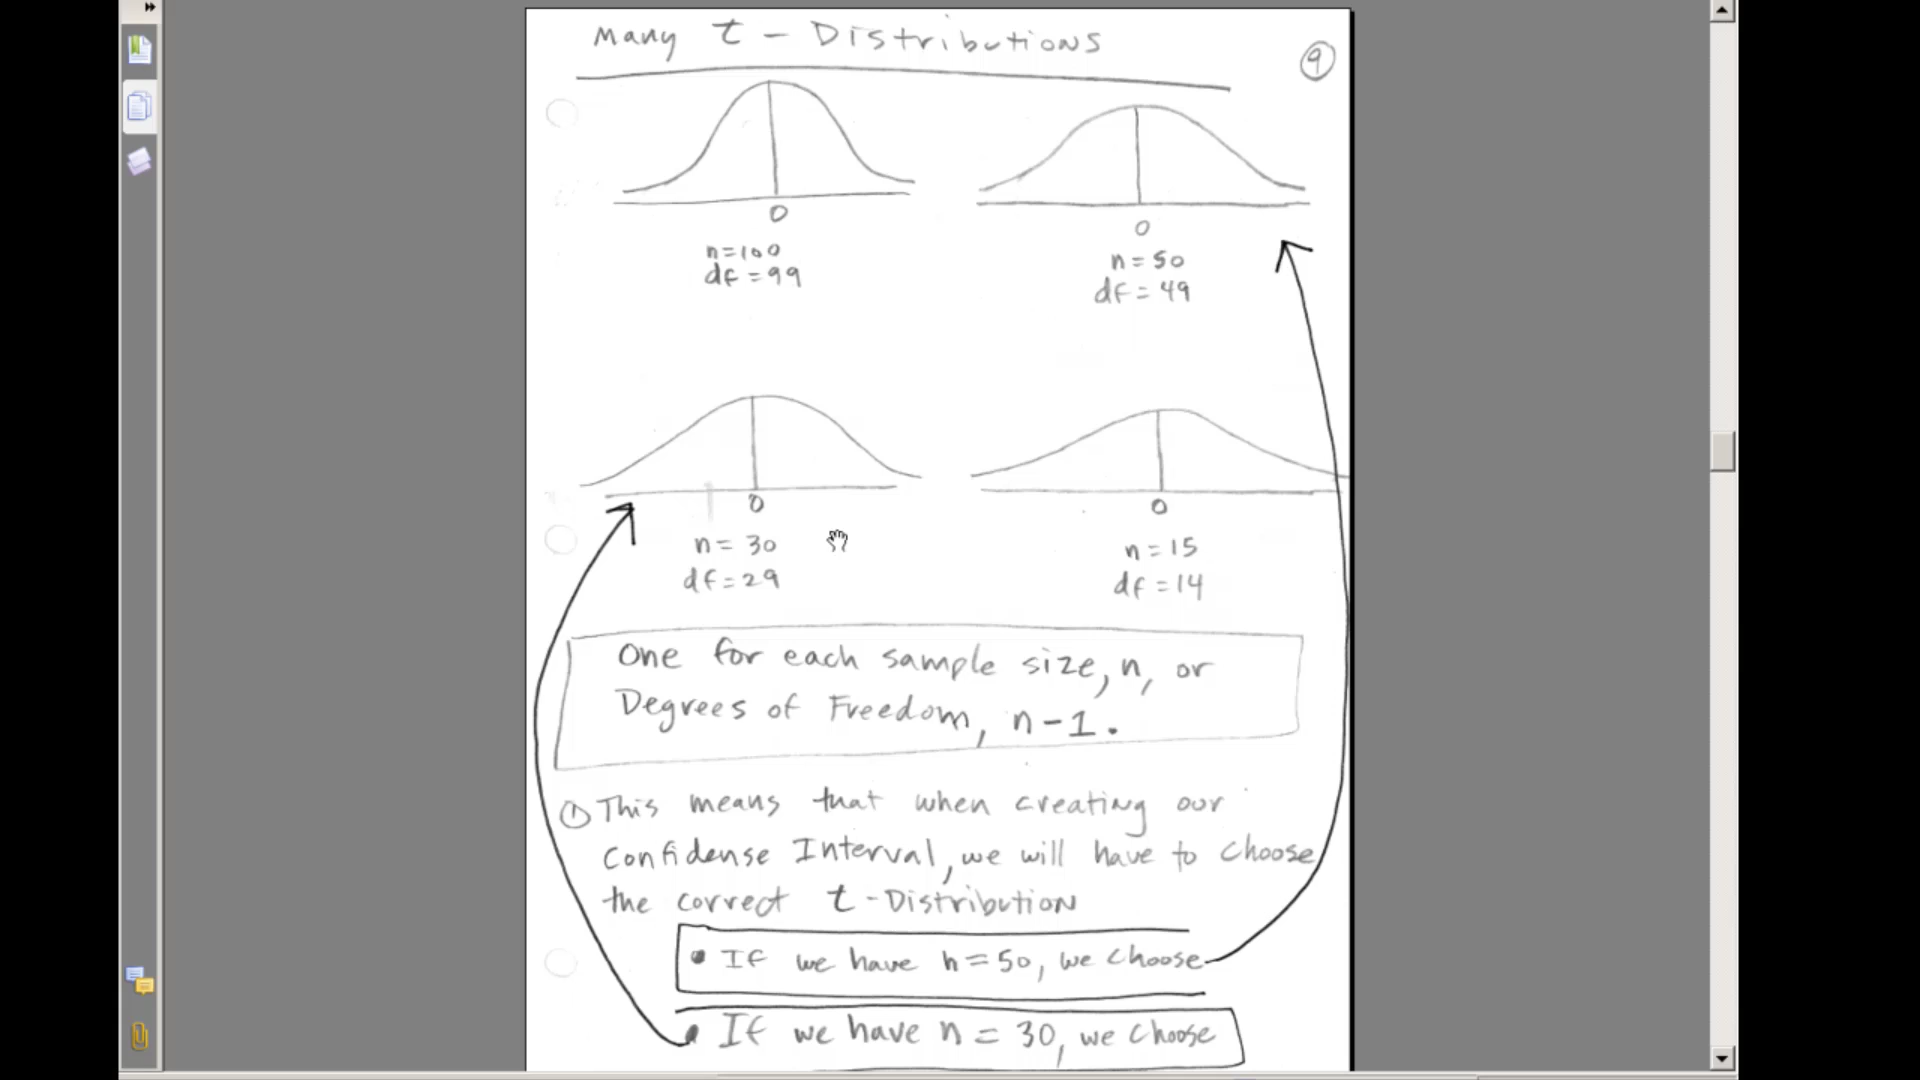 Many t - Distributions
9
0
n=100
df=99
0
n=50
df=49
0
n=30
df=29
0
n=15
df=14
One for each sample size, n, or
Degrees of Freedom, n-1.
1 This means that when creating our
Confidense Interval, we will have to choose
the correct t-Distribution
• If we have n=50, we choose
• If we have n = 30, we choose